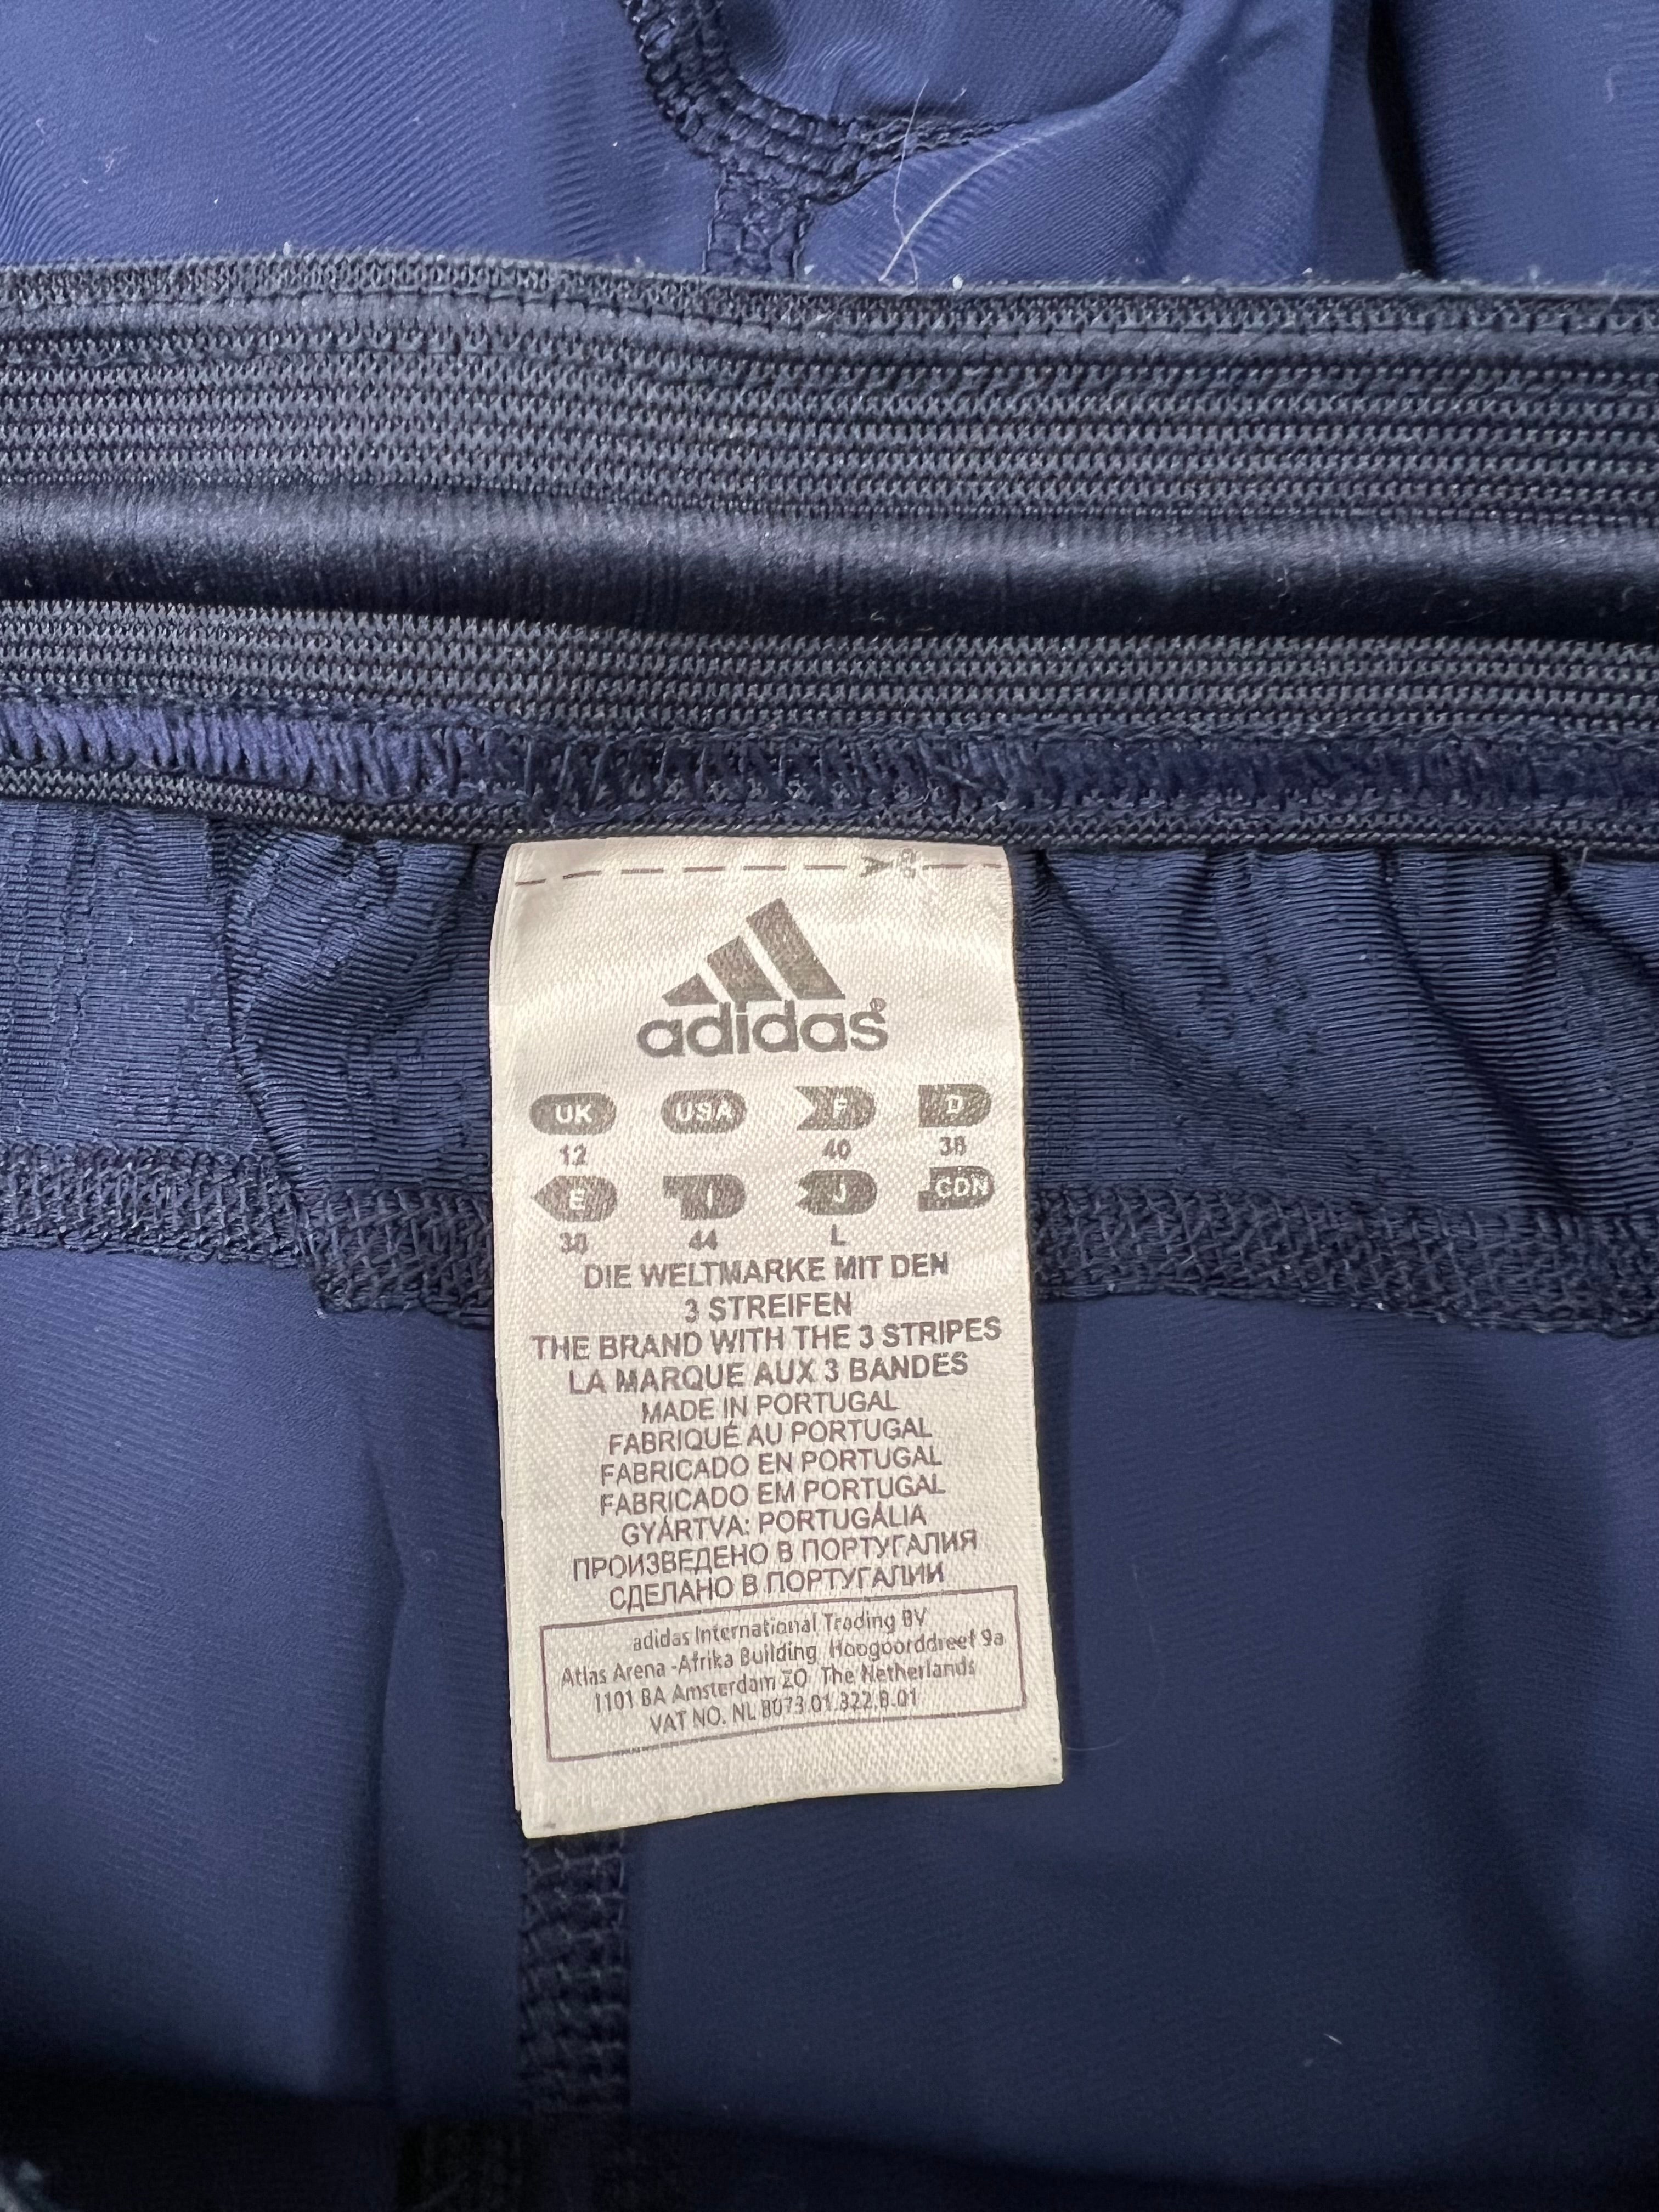 adidas®
UK USA F D
12 40 38
E I J CDN
38 44 L
DIE WELTMARKE MIT DEN
3 STREIFEN
THE BRAND WITH THE 3 STRIPES
LA MARQUE AUX 3 BANDES
MADE IN PORTUGAL
FABRIQUÉ AU PORTUGAL
FABRICADO EN PORTUGAL
FABRICADO EM PORTUGAL
GYÁRTVA: PORTUGÁLIA
ПРОИЗВЕДЕНО В ПОРТУГАЛИЯ
СДЕЛАНО В ПОРТУГАЛИИ
adidas International Trading BV
Atlas Arena -Afrika Building Hoogoorddreef 9a
1101 BA Amsterdam ZO The Netherlands
VAT NO. NL 8073.01.322.B.01